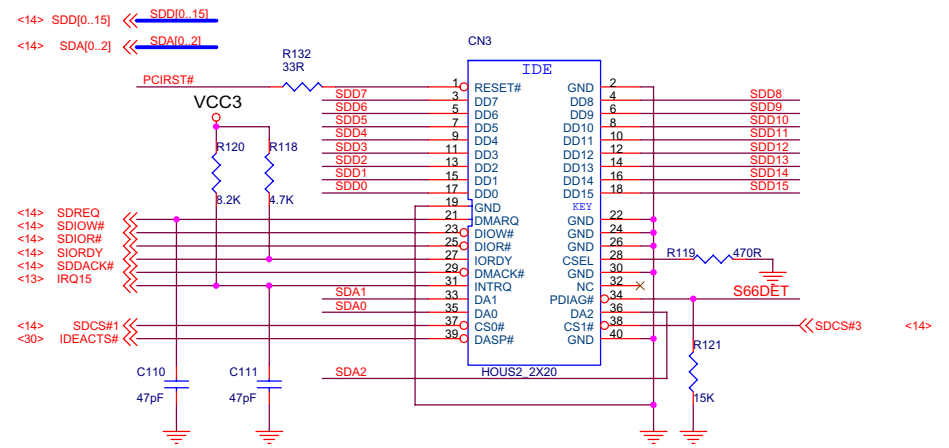 <14> SDD[0..15] SDD[0..15]
<14> SDA[0..2] SDA[0..2]
CN3
IDE
R132
33R
PCIRST# 1 RESET# GND 2
SDD7 3 DD7 DD8 4 SDD8
SDD6 5 DD6 DD9 6 SDD9
SDD5 7 DD5 DD10 8 SDD10
SDD4 9 DD4 DD11 10 SDD11
SDD3 11 DD3 DD12 12 SDD12
SDD2 13 DD2 DD13 14 SDD13
SDD1 15 DD1 DD14 16 SDD14
SDD0 17 DD0 DD15 18 SDD15
VCC3
R120
8.2K
R118
4.7K
19 GND KEY
<14> SDREQ 21 DMARQ GND 22
<14> SDIOW# 23 DIOW# GND 24
<14> SDIOR# 25 DIOR# GND 26
<14> SIORDY 27 IORDY CSEL 28 R119 470R
<14> SDDACK# 29 DMACK# GND 30
<13> IRQ15 31 INTRQ NC 32
SDA1 33 DA1 PDIAG# 34 S66DET
SDA0 35 DA0 DA2 36
<14> SDCS#1 37 CS0# CS1# 38 SDCS#3 <14>
<30> IDEACTS# 39 DASP# GND 40
R121
15K
SDA2
HOUS2_2X20
C110
47pF
C111
47pF